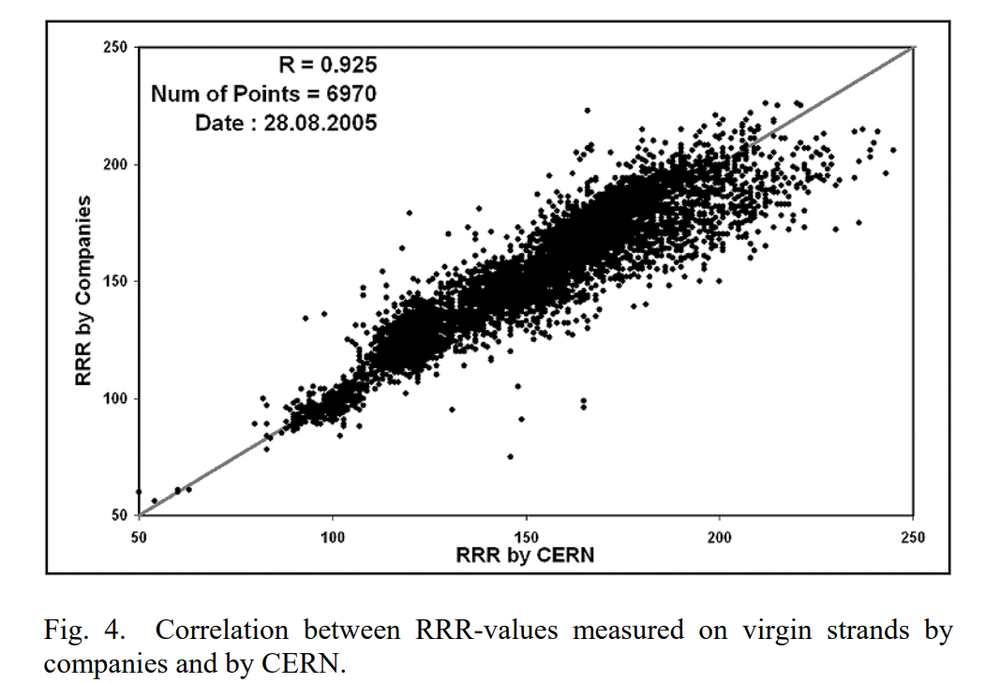 250
R = 0.925
Num of Points = 6970
Date : 28.08.2005
200
150
100
50
RRR by Companies
50 100 150 200 250
RRR by CERN
Fig. 4. Correlation between RRR-values measured on virgin strands by
companies and by CERN.